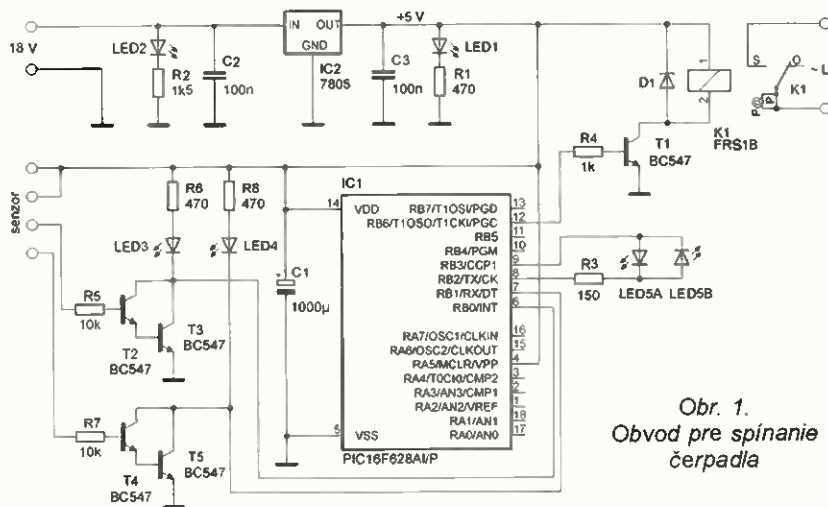 18 V
LED2
R2
1k5
C2
100n
IN OUT
GND
IC2
7805
+5 V
C3
100n
LED1
R1
470
D1
1
2
K1
FRS1B
S
O
~ L
K1
P
R4
1k
T1
BC547
senzor
R6
470
R8
470
LED3
LED4
R5
10k
T2
BC547
T3
BC547
R7
10k
T4
BC547
T5
BC547
+
C1
1000µ
IC1
14 VDD
5 VSS
RB7/T1OSI/PGD 13
RB6/T1OSO/T1CKI/PGC 12
RB5 11
RB4/PGM 10
RB3/CCP1 9
RB2/TX/CK 8
RB1/RX/DT 7
RB0/INT 6
RA7/OSC1/CLKIN 16
RA6/OSC2/CLKOUT 15
RA5/MCLR/VPP 4
RA4/T0CKI/CMP2 3
RA3/AN3/CMP1 2
RA2/AN2/VREF 1
RA1/AN1 18
RA0/AN0 17
PIC16F628AI/P
R3
150
LED5A LED5B
Obr. 1.
Obvod pre spínanie
čerpadla